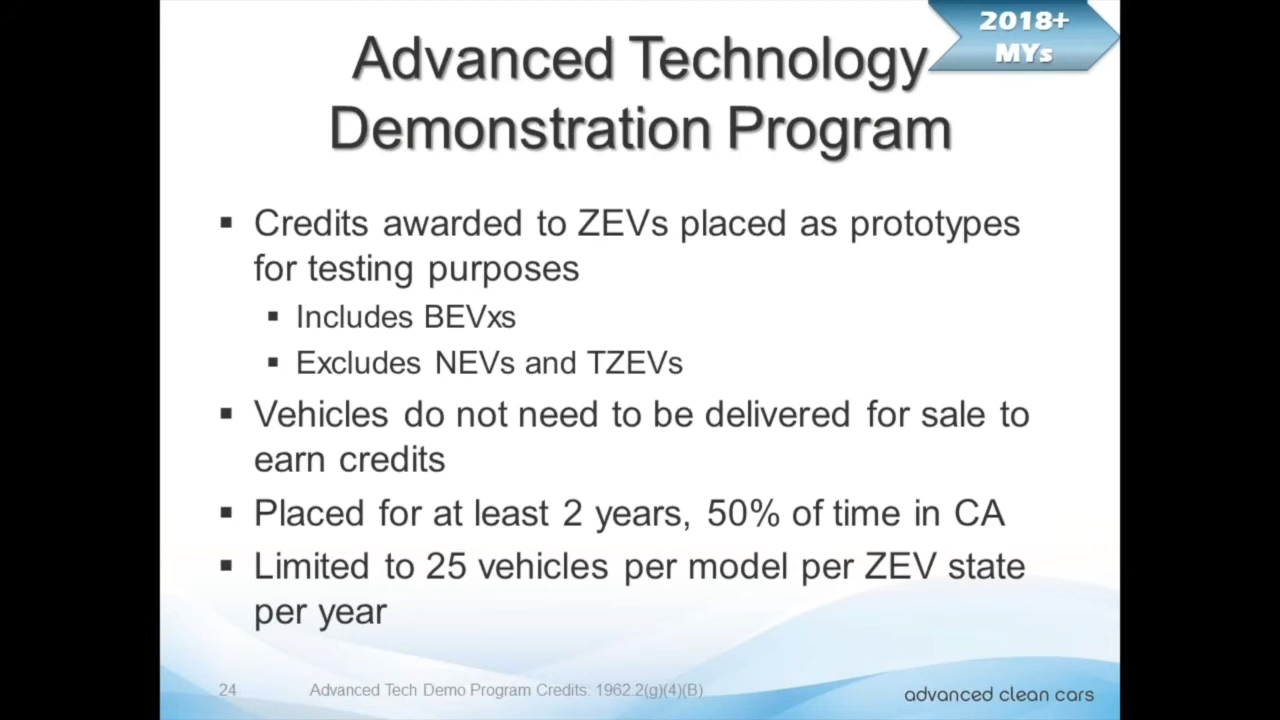 2018+
MYs
Advanced Technology
Demonstration Program
▪ Credits awarded to ZEVs placed as prototypes
for testing purposes
▪ Includes BEVxs
▪ Excludes NEVs and TZEVs
▪ Vehicles do not need to be delivered for sale to
earn credits
▪ Placed for at least 2 years, 50% of time in CA
▪ Limited to 25 vehicles per model per ZEV state
per year
24 Advanced Tech Demo Program Credits: 1962.2(g)(4)(B)
advanced clean cars